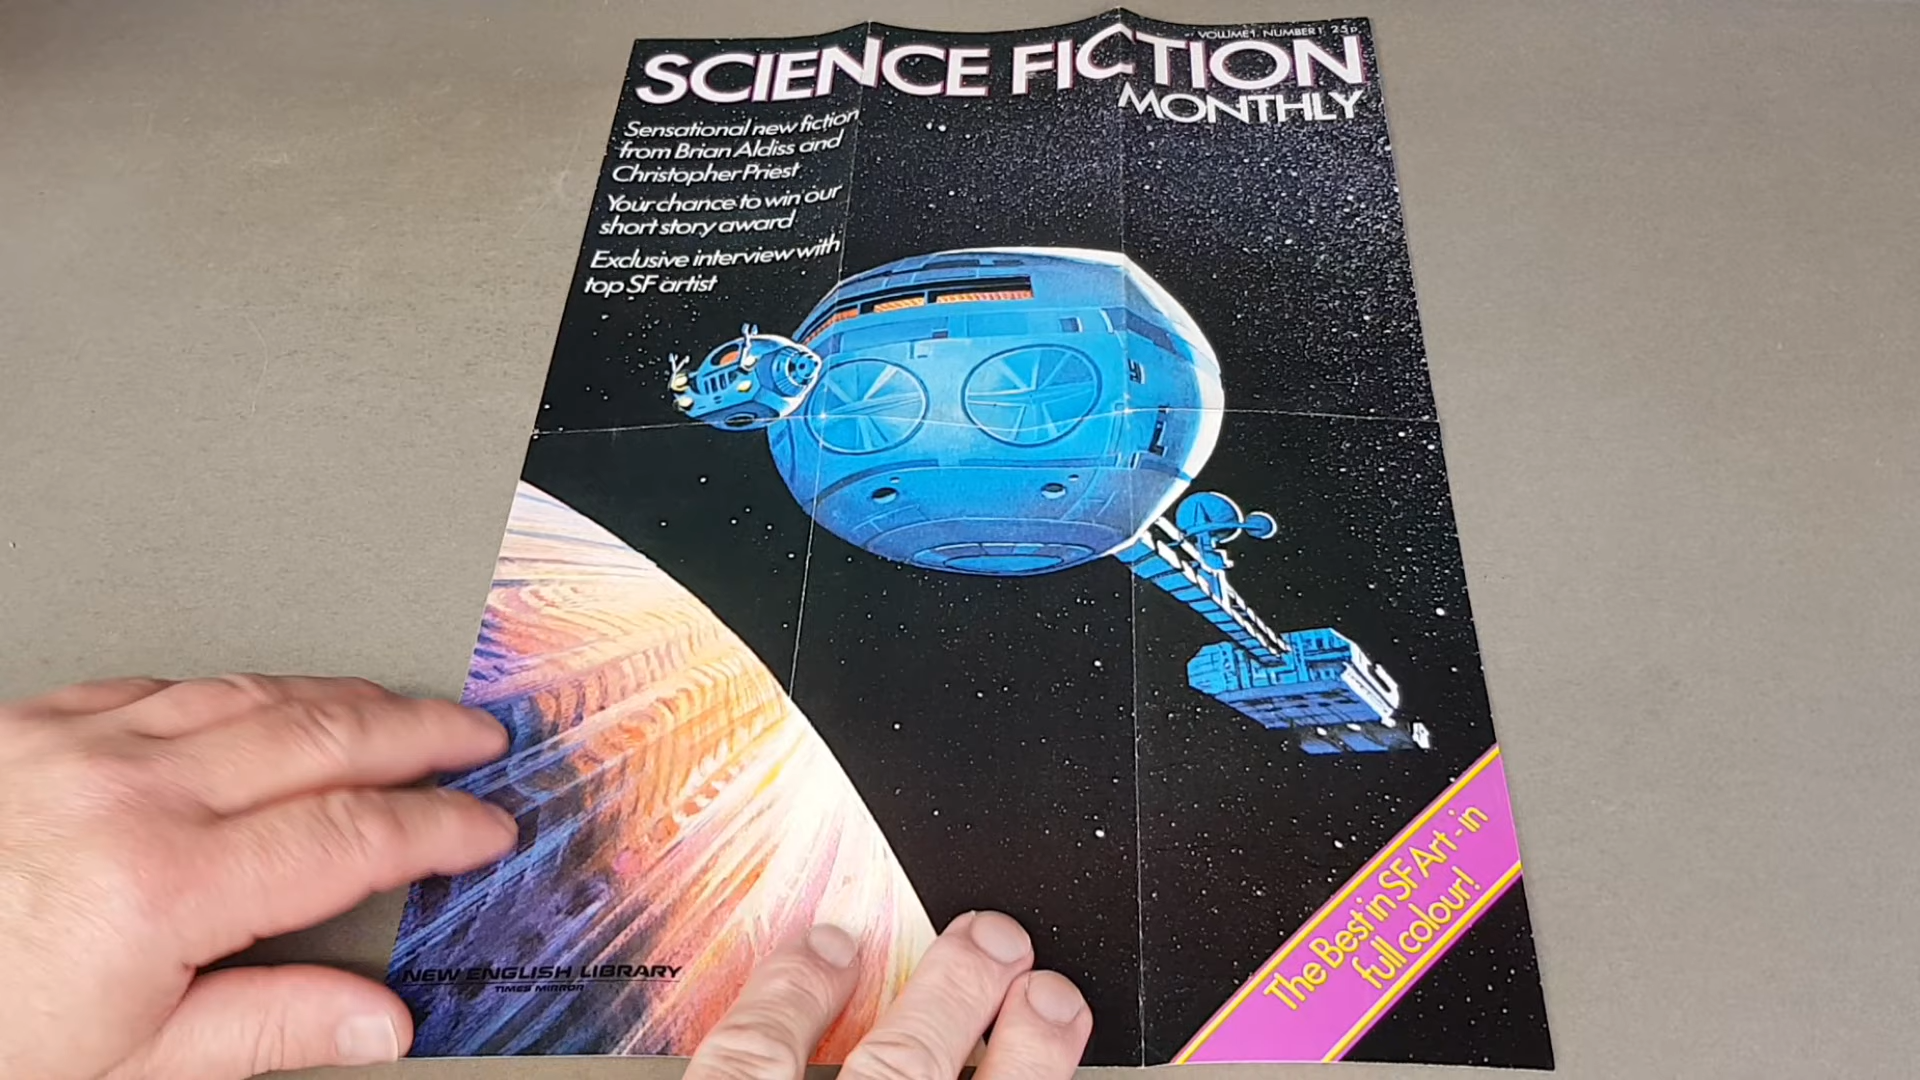 VOLUME 1. NUMBER 1 25p
SCIENCE FICTION
MONTHLY
Sensational new fiction
from Brian Aldiss and
Christopher Priest
Your chance to win our
short story award
Exclusive interview with
top SF artist
The Best in SF Art - in
full colour!
NEW ENGLISH LIBRARY
TIMES MIRROR